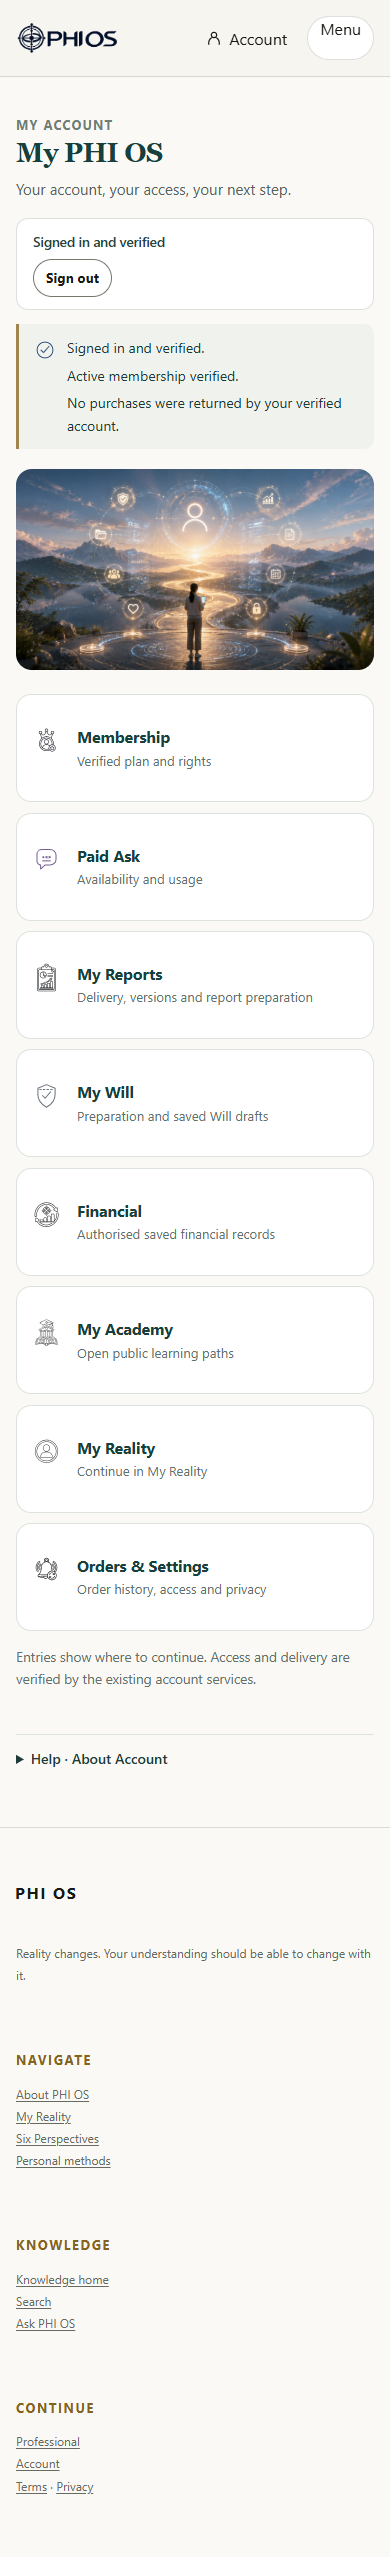 PHI OS
Account
Menu
MY ACCOUNT
My PHI OS
Your account, your access, your next step.
Signed in and verified
Sign out
Signed in and verified.
Active membership verified.
No purchases were returned by your verified
account.
Membership
Verified plan and rights
Paid Ask
Availability and usage
My Reports
Delivery, versions and report preparation
My Will
Preparation and saved Will drafts
Financial
Authorised saved financial records
My Academy
Open public learning paths
My Reality
Continue in My Reality
Orders & Settings
Order history, access and privacy
Entries show where to continue. Access and delivery are
verified by the existing account services.
Help · About Account
PHI OS
Reality changes. Your understanding should be able to change with
it.
NAVIGATE
About PHI OS
My Reality
Six Perspectives
Personal methods
KNOWLEDGE
Knowledge home
Search
Ask PHI OS
CONTINUE
Professional
Account
Terms · Privacy